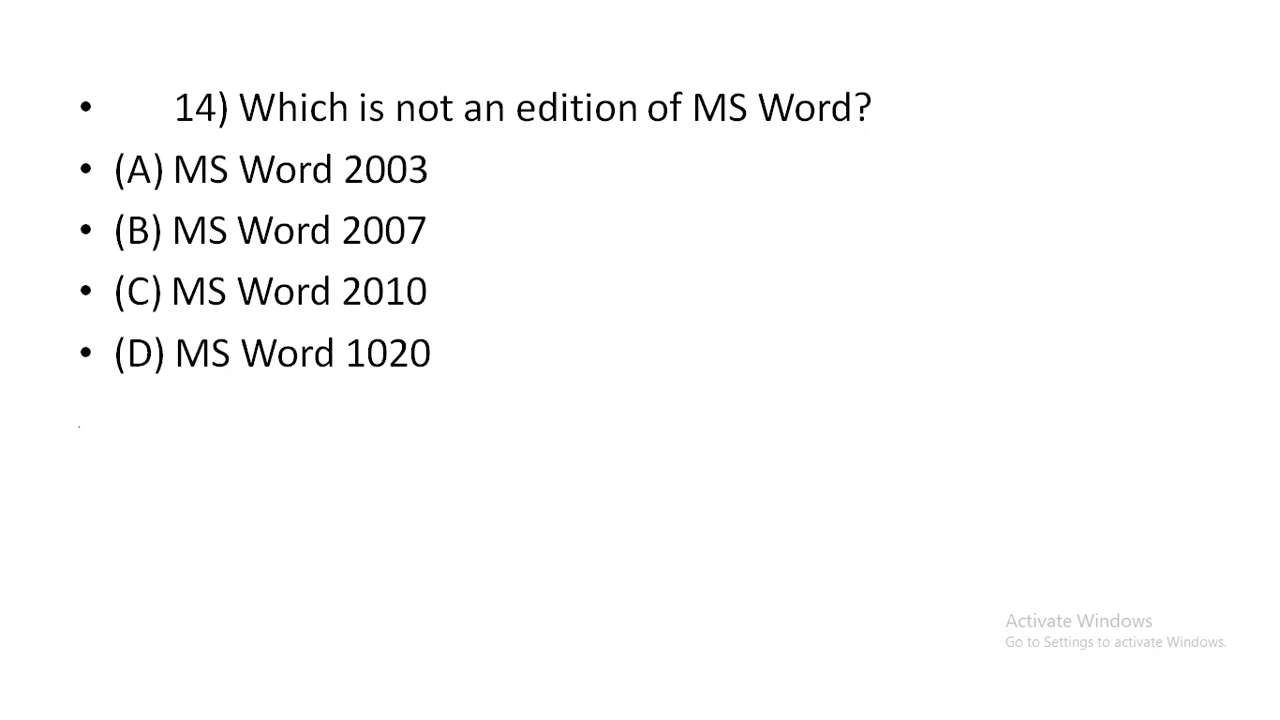 • 14) Which is not an edition of MS Word?
• (A) MS Word 2003
• (B) MS Word 2007
• (C) MS Word 2010
• (D) MS Word 1020
Activate Windows
Go to Settings to activate Windows.